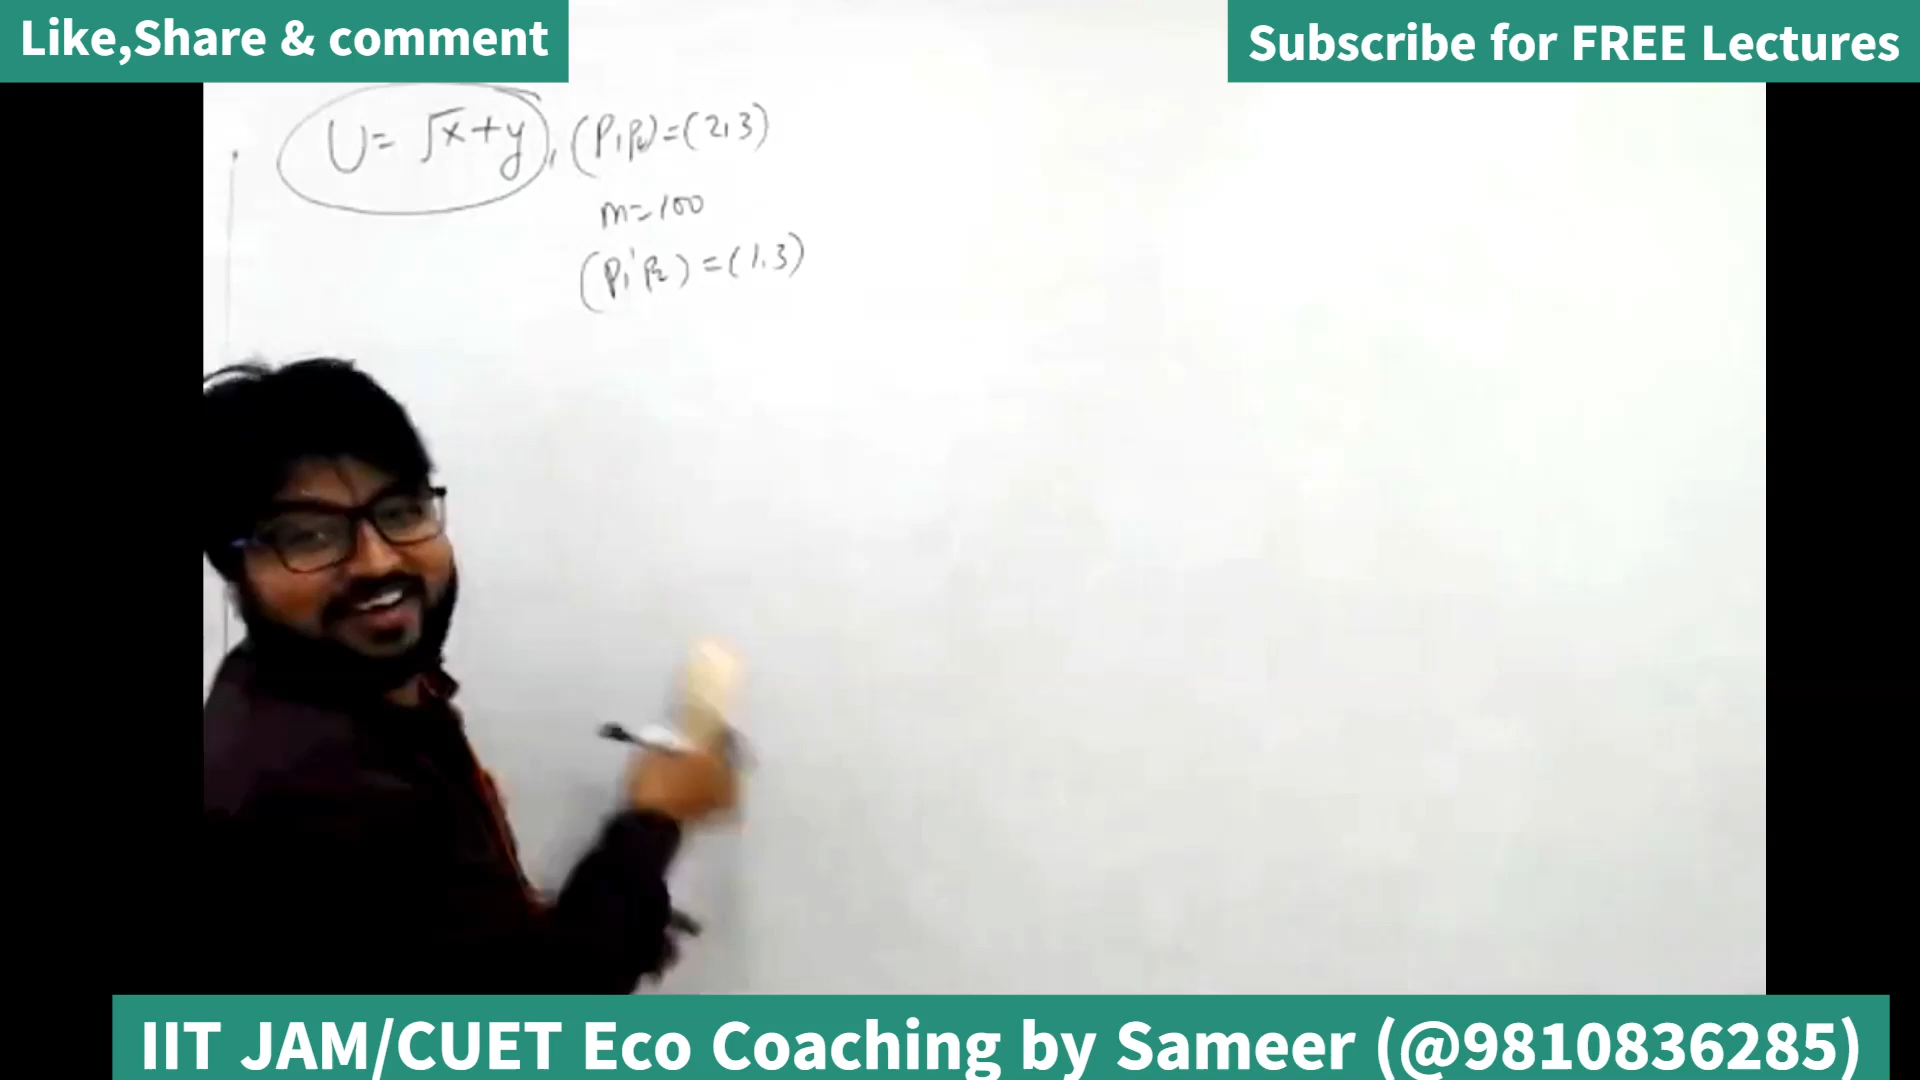 Like,Share & comment
Subscribe for FREE Lectures
U = √x + y, (P₁P₂) = (2,3)
m = 100
(P₁'P₂) = (1,3)
IIT JAM/CUET Eco Coaching by Sameer (@9810836285)